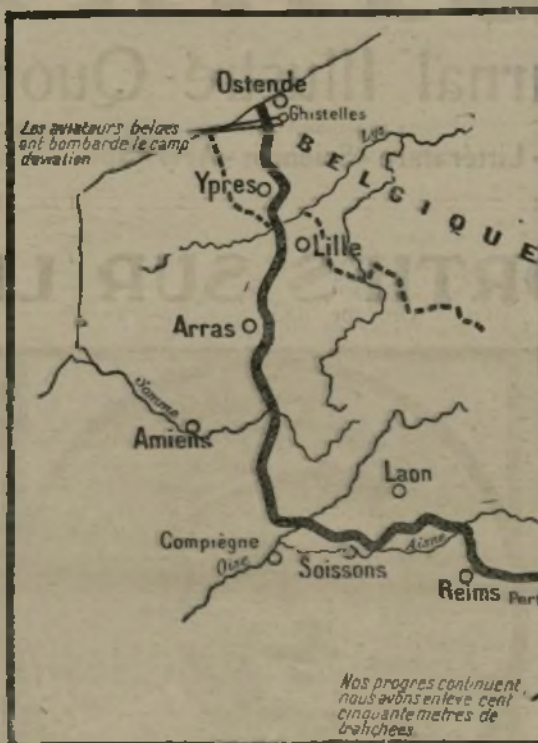 Ostende
Ghistelles
Les aviateurs belges
ont bombardé le camp
d'aviation
Lys
BELGIQUE
Ypres
Lille
Arras
Somme
Amiens
Laon
Compiègne
Oise
Soissons
Aisne
Reims
Nos progrès continuent,
nous avons enlevé cent
cinquante mètres de
tranchées.